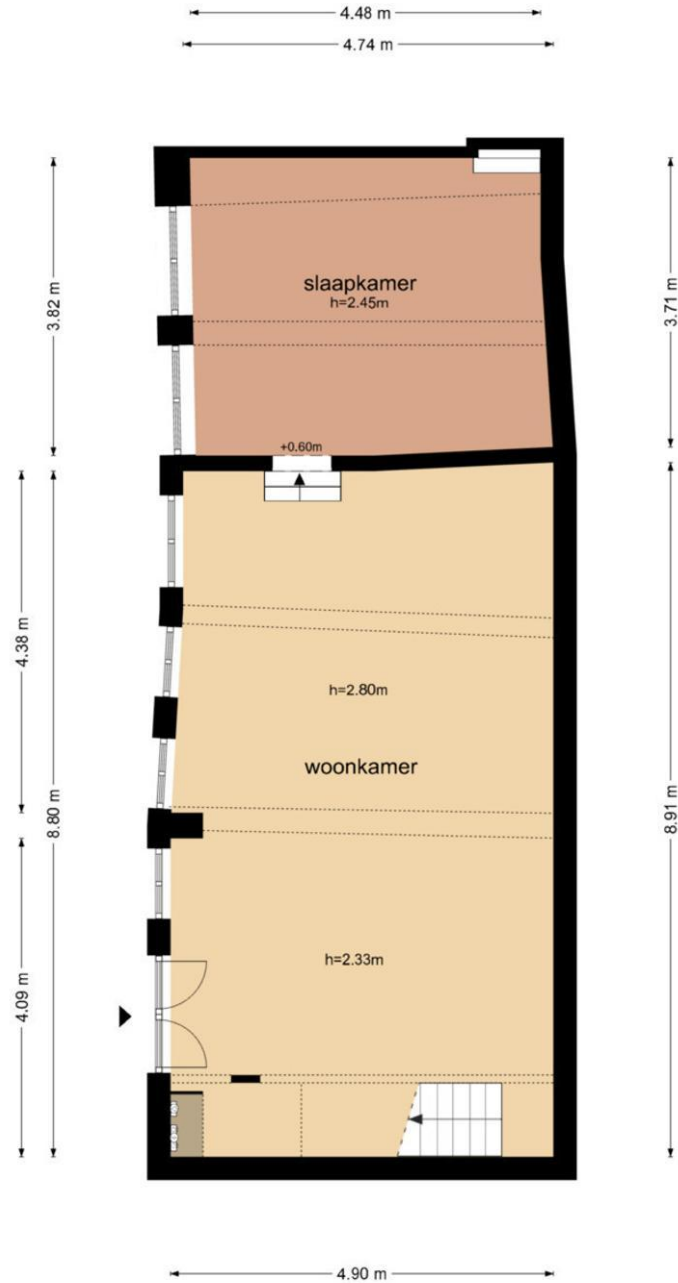 4.48 m
4.74 m
3.82 m
3.71 m
slaapkamer
h=2.45m
+0.60m
4.38 m
8.80 m
8.91 m
h=2.80m
woonkamer
4.09 m
h=2.33m
4.90 m